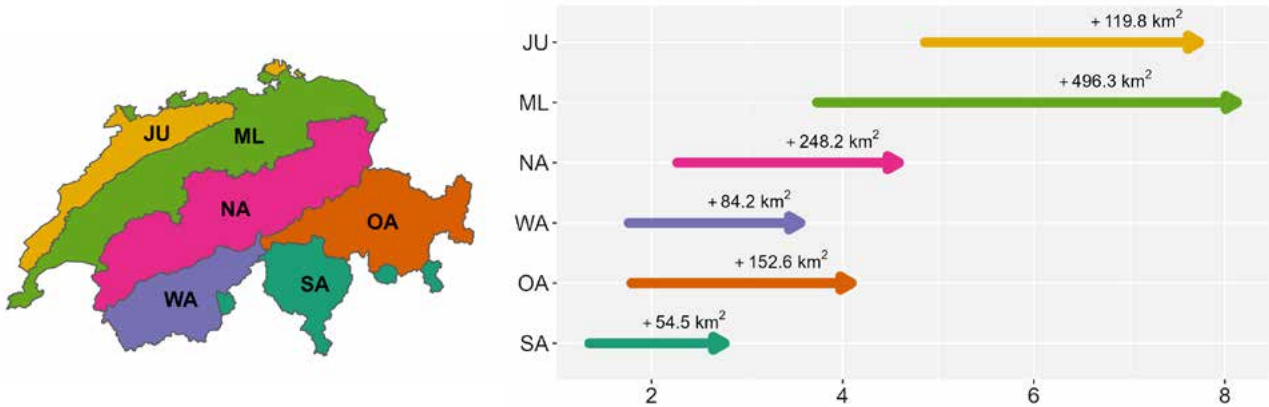 JU
ML
NA
OA
SA
WA
JU
+ 119.8 km²
ML
+ 496.3 km²
NA
+ 248.2 km²
WA
+ 84.2 km²
OA
+ 152.6 km²
SA
+ 54.5 km²
2 4 6 8